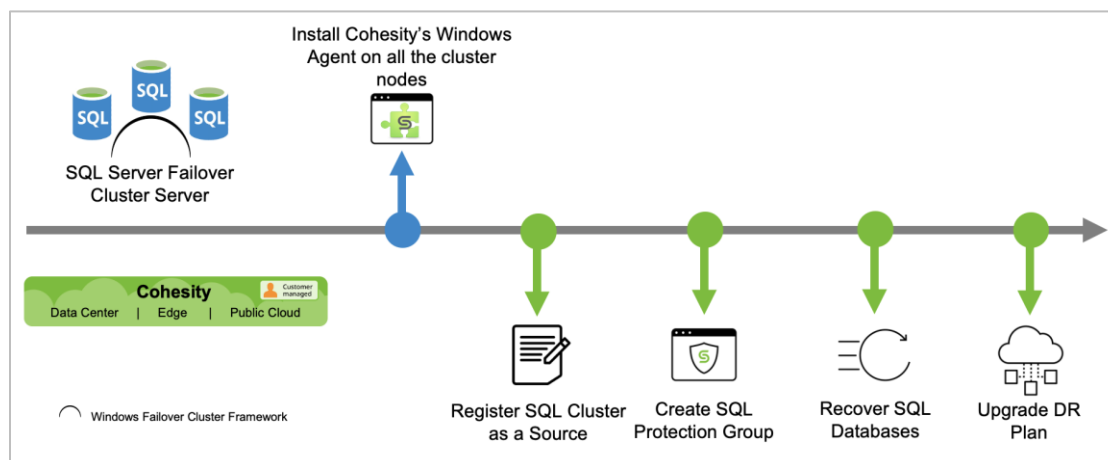 Install Cohesity's Windows
Agent on all the cluster
nodes
SQL
SQL
SQL
SQL Server Failover
Cluster Server
Cohesity
Customer
managed
Data Center | Edge | Public Cloud
Windows Failover Cluster Framework
Register SQL Cluster
as a Source
Create SQL
Protection Group
Recover SQL
Databases
Upgrade DR
Plan